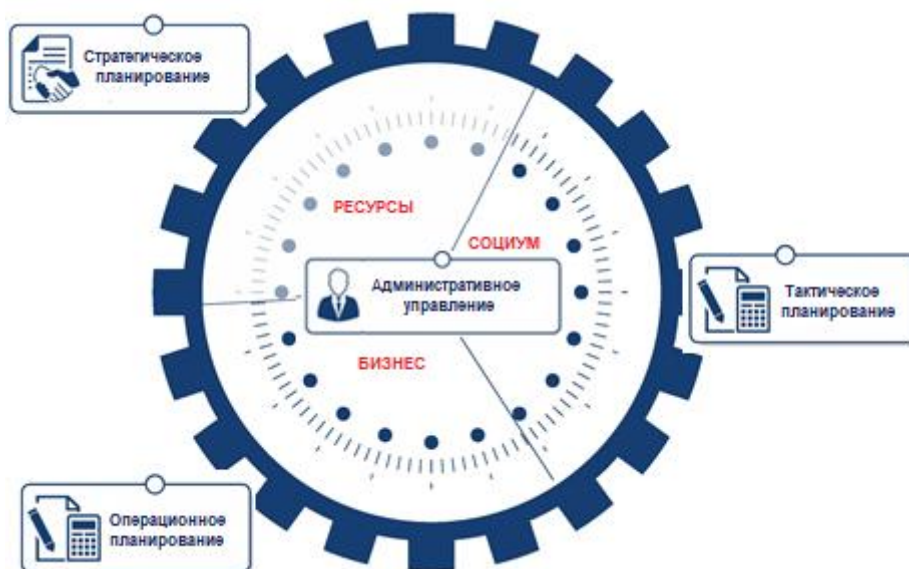 Стратегическое
планирование
РЕСУРСЫ
СОЦИУМ
Административное
управление
Тактическое
планирование
БИЗНЕС
Операционное
планирование